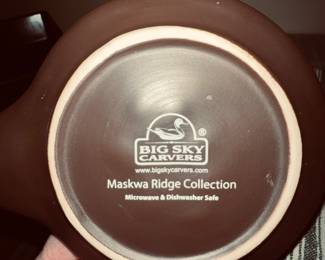 BIG SKY
CARVERS ®
www.bigskycarvers.com
Maskwa Ridge Collection
Microwave & Dishwasher Safe